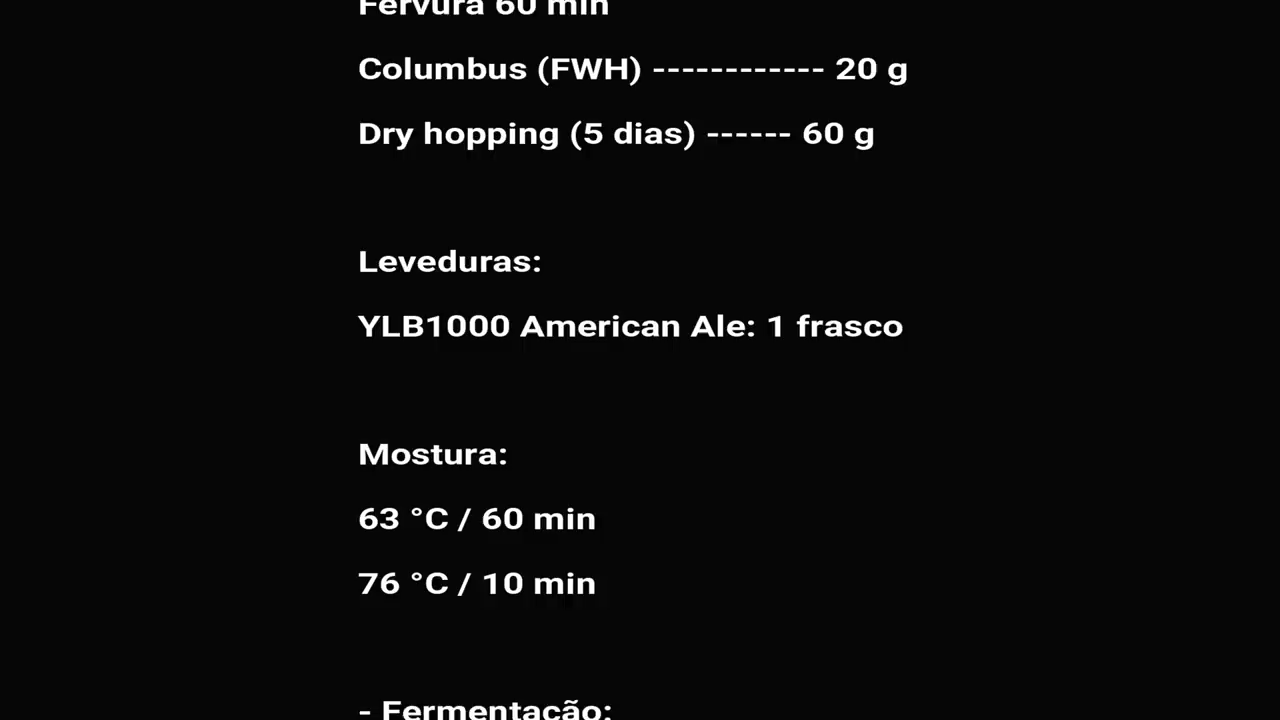 Fervura 60 min
Columbus (FWH) ------------ 20 g
Dry hopping (5 dias) ------ 60 g
Leveduras:
YLB1000 American Ale: 1 frasco
Mostura:
63 °C / 60 min
76 °C / 10 min
- Fermentação: